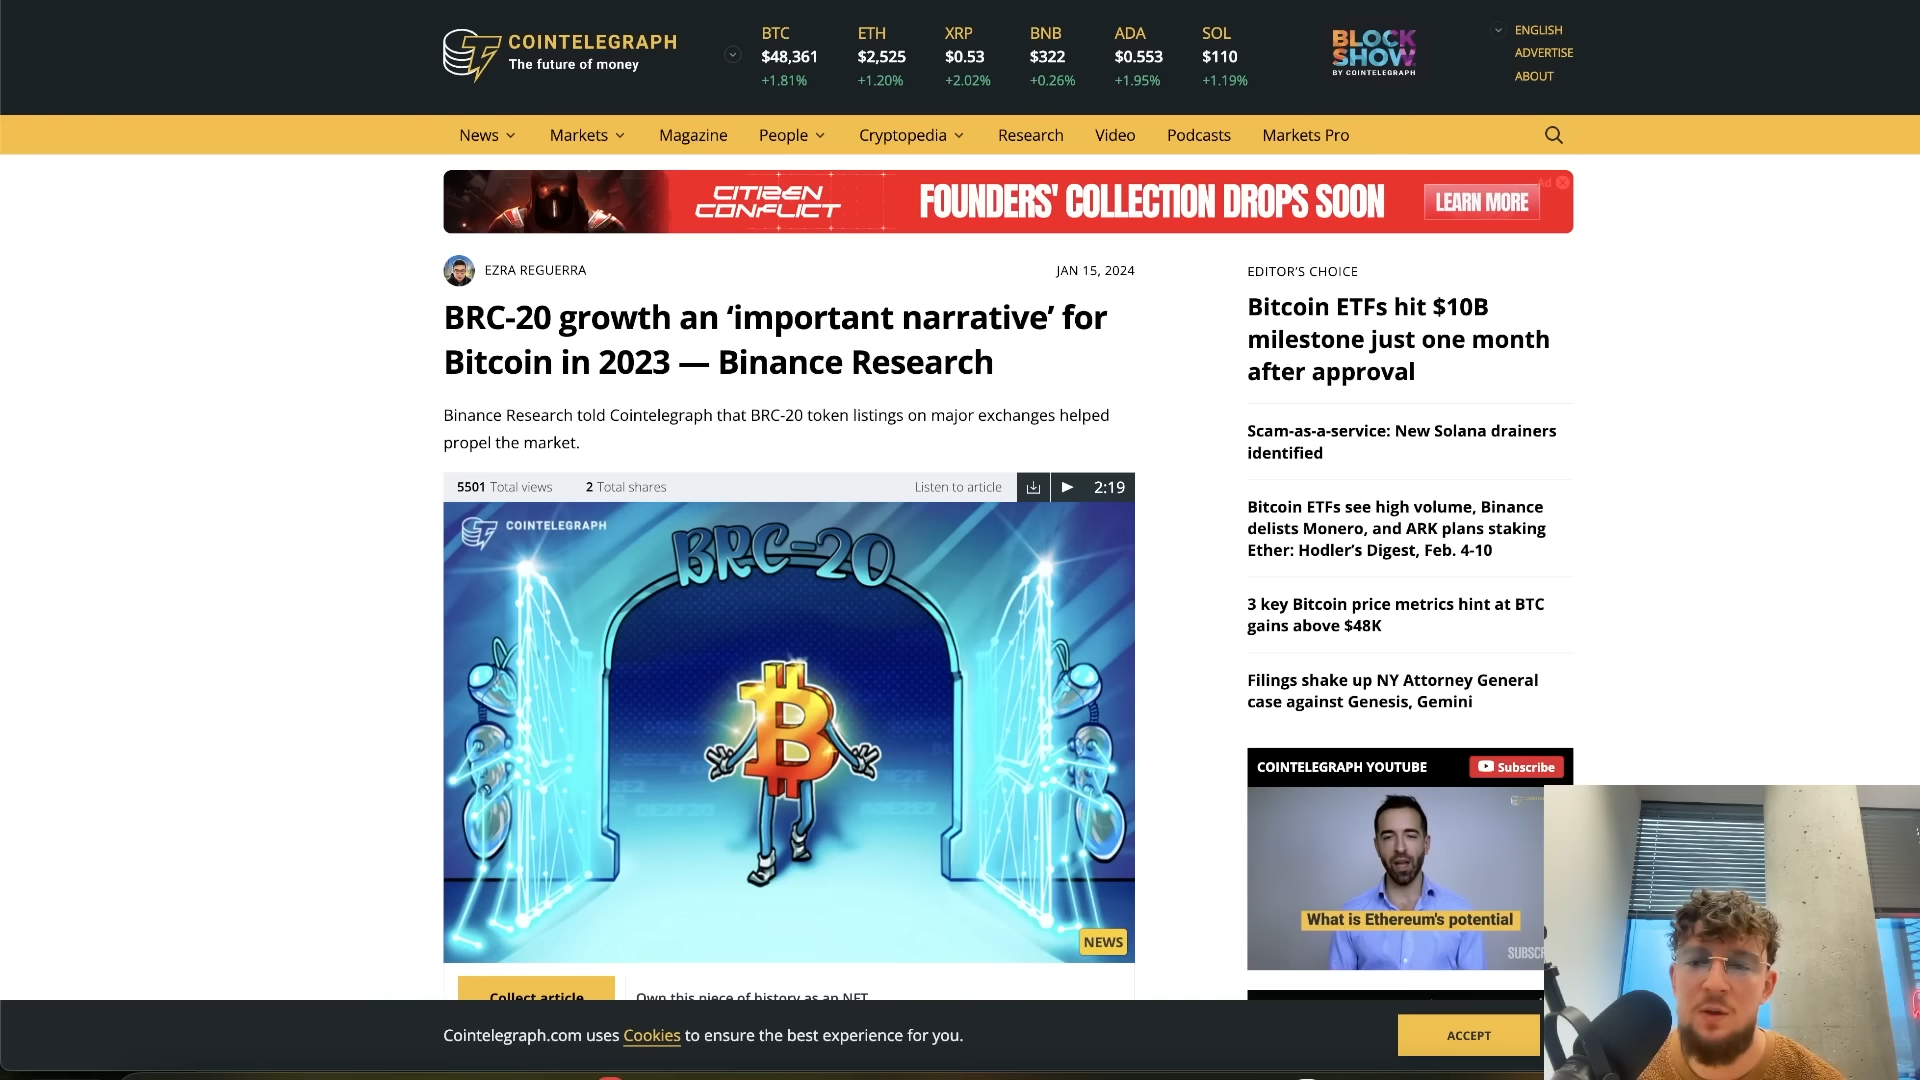 COINTELEGRAPH
The future of money
BTC
$48,361
+1.81%
ETH
$2,525
+1.20%
XRP
$0.53
+2.02%
BNB
$322
+0.26%
ADA
$0.553
+1.95%
SOL
$110
+1.19%
BLOCK
SHOW
BY COINTELEGRAPH
ENGLISH
ADVERTISE
ABOUT
News
Markets
Magazine
People
Cryptopedia
Research
Video
Podcasts
Markets Pro
CITIZEN
CONFLICT
FOUNDERS' COLLECTION DROPS SOON
LEARN MORE
Ad
EZRA REGUERRA
JAN 15, 2024
BRC-20 growth an ‘important narrative’ for
Bitcoin in 2023 — Binance Research
Binance Research told Cointelegraph that BRC-20 token listings on major exchanges helped
propel the market.
5501 Total views
2 Total shares
Listen to article
2:19
COINTELEGRAPH
BRC-20
NEWS
Collect article
Own this piece of history as an NFT
EDITOR’S CHOICE
Bitcoin ETFs hit $10B
milestone just one month
after approval
Scam-as-a-service: New Solana drainers
identified
Bitcoin ETFs see high volume, Binance
delists Monero, and ARK plans staking
Ether: Hodler’s Digest, Feb. 4-10
3 key Bitcoin price metrics hint at BTC
gains above $48K
Filings shake up NY Attorney General
case against Genesis, Gemini
COINTELEGRAPH YOUTUBE
Subscribe
What is Ethereum's potential
Cointelegraph.com uses Cookies to ensure the best experience for you.
ACCEPT